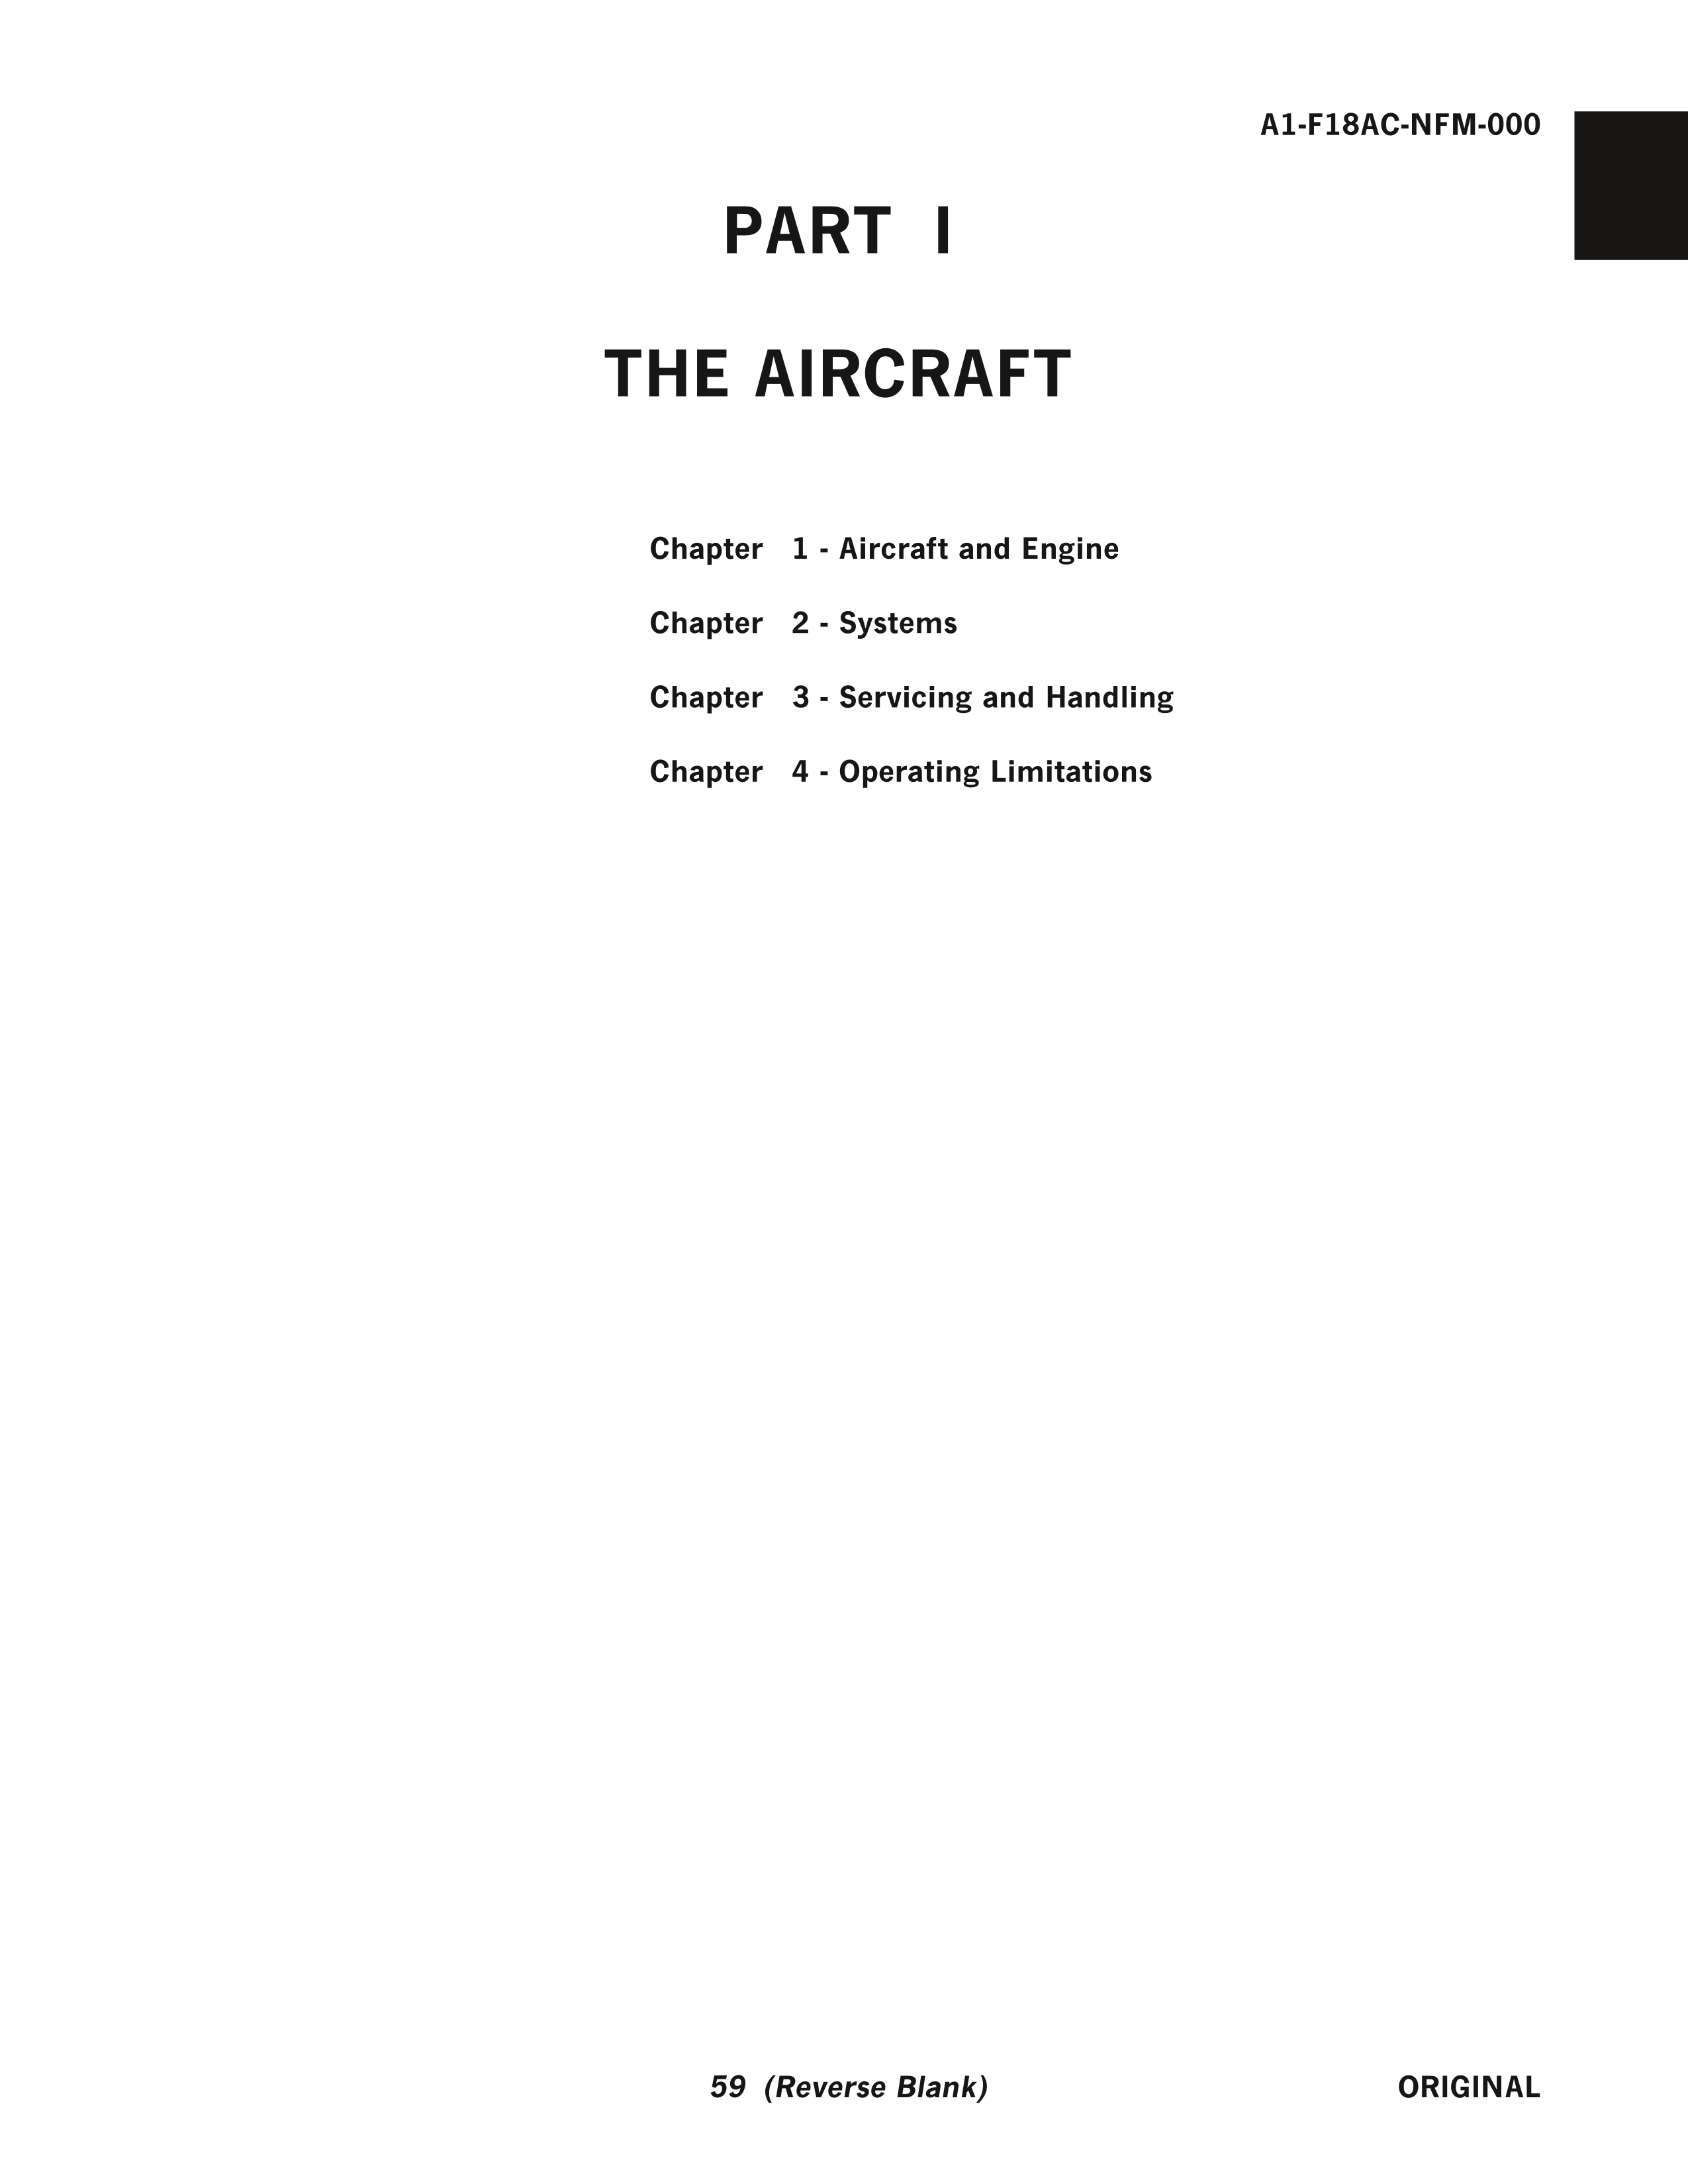 A1-F18AC-NFM-000
PART I
THE AIRCRAFT
Chapter 1 - Aircraft and Engine
Chapter 2 - Systems
Chapter 3 - Servicing and Handling
Chapter 4 - Operating Limitations
59 (Reverse Blank)
ORIGINAL